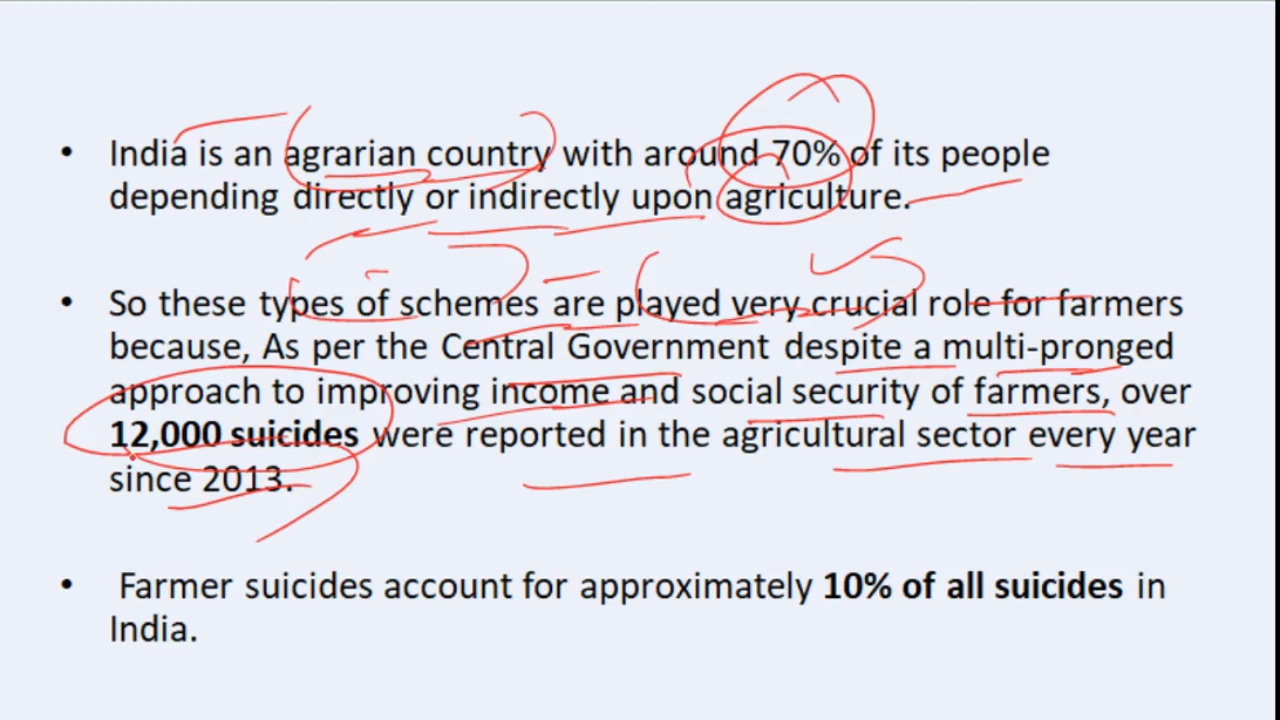 • India is an agrarian country with around 70% of its people
depending directly or indirectly upon agriculture.
• So these types of schemes are played very crucial role for farmers
because, As per the Central Government despite a multi-pronged
approach to improving income and social security of farmers, over
12,000 suicides were reported in the agricultural sector every year
since 2013.
• Farmer suicides account for approximately 10% of all suicides in
India.